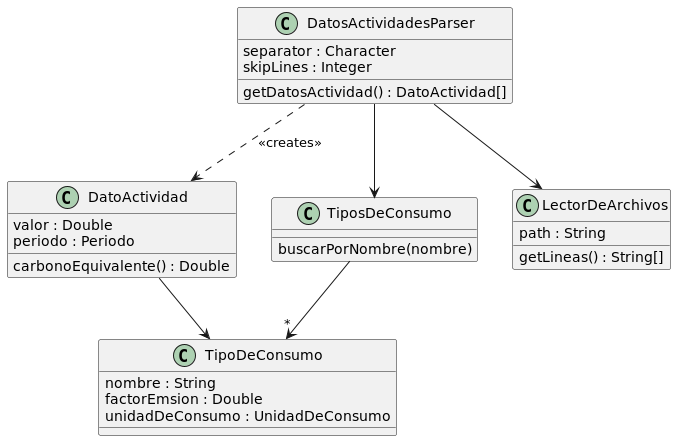 C DatosActividadesParser
separator : Character
skipLines : Integer
getDatosActividad() : DatoActividad[]
«creates»
C DatoActividad
valor : Double
periodo : Periodo
carbonoEquivalente() : Double
C TiposDeConsumo
buscarPorNombre(nombre)
C LectorDeArchivos
path : String
getLineas() : String[]
*
C TipoDeConsumo
nombre : String
factorEmsion : Double
unidadDeConsumo : UnidadDeConsumo